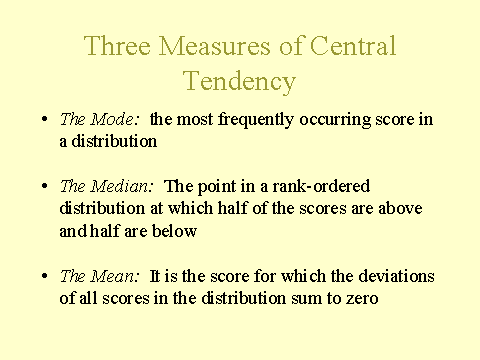 Three Measures of Central
Tendency
• The Mode: the most frequently occurring score in
a distribution
• The Median: The point in a rank-ordered
distribution at which half of the scores are above
and half are below
• The Mean: It is the score for which the deviations
of all scores in the distribution sum to zero